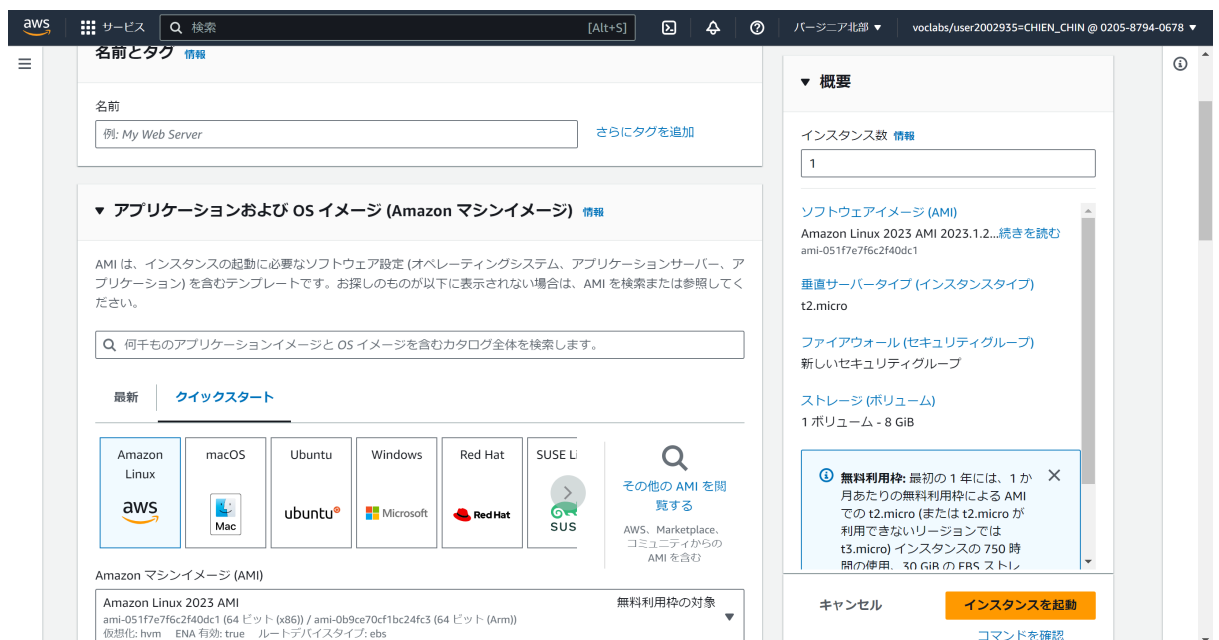 aws
サービス
検索
[Alt+S]
バージニア北部 ▼
voclabs/user2002935=CHIEN_CHIN @ 0205-8794-0678 ▼
名前とタグ 情報
名前
例: My Web Server
さらにタグを追加
▼ アプリケーションおよび OS イメージ (Amazon マシンイメージ) 情報
AMI は、インスタンスの起動に必要なソフトウェア設定 (オペレーティングシステム、アプリケーションサーバー、ア
プリケーション) を含むテンプレートです。お探しのものが以下に表示されない場合は、AMI を検索または参照してく
ださい。
何千ものアプリケーションイメージと OS イメージを含むカタログ全体を検索します。
最新
クイックスタート
Amazon
Linux
aws
macOS
Mac
Ubuntu
ubuntu
Windows
Microsoft
Red Hat
RedHat
SUSE Li
SUS
その他の AMI を閲
覧する
AWS、Marketplace、
コミュニティからの
AMI を含む
Amazon マシンイメージ (AMI)
Amazon Linux 2023 AMI
無料利用枠の対象
ami-051f7e7f6c2f40dc1 (64 ビット (x86)) / ami-0b9ce70cf1bc24fc3 (64 ビット (Arm))
仮想化: hvm ENA 有効: true ルートデバイスタイプ: ebs
▼ 概要
インスタンス数 情報
1
ソフトウェアイメージ (AMI)
Amazon Linux 2023 AMI 2023.1.2...続きを読む
ami-051f7e7f6c2f40dc1
垂直サーバータイプ (インスタンスタイプ)
t2.micro
ファイアウォール (セキュリティグループ)
新しいセキュリティグループ
ストレージ (ボリューム)
1 ボリューム - 8 GiB
無料利用枠: 最初の 1 年には、1 か
月あたりの無料利用枠による AMI
での t2.micro (または t2.micro が
利用できないリージョンでは
t3.micro) インスタンスの 750 時
間の使用、30 GiB の EBS ストレ
キャンセル
インスタンスを起動
コマンドを確認